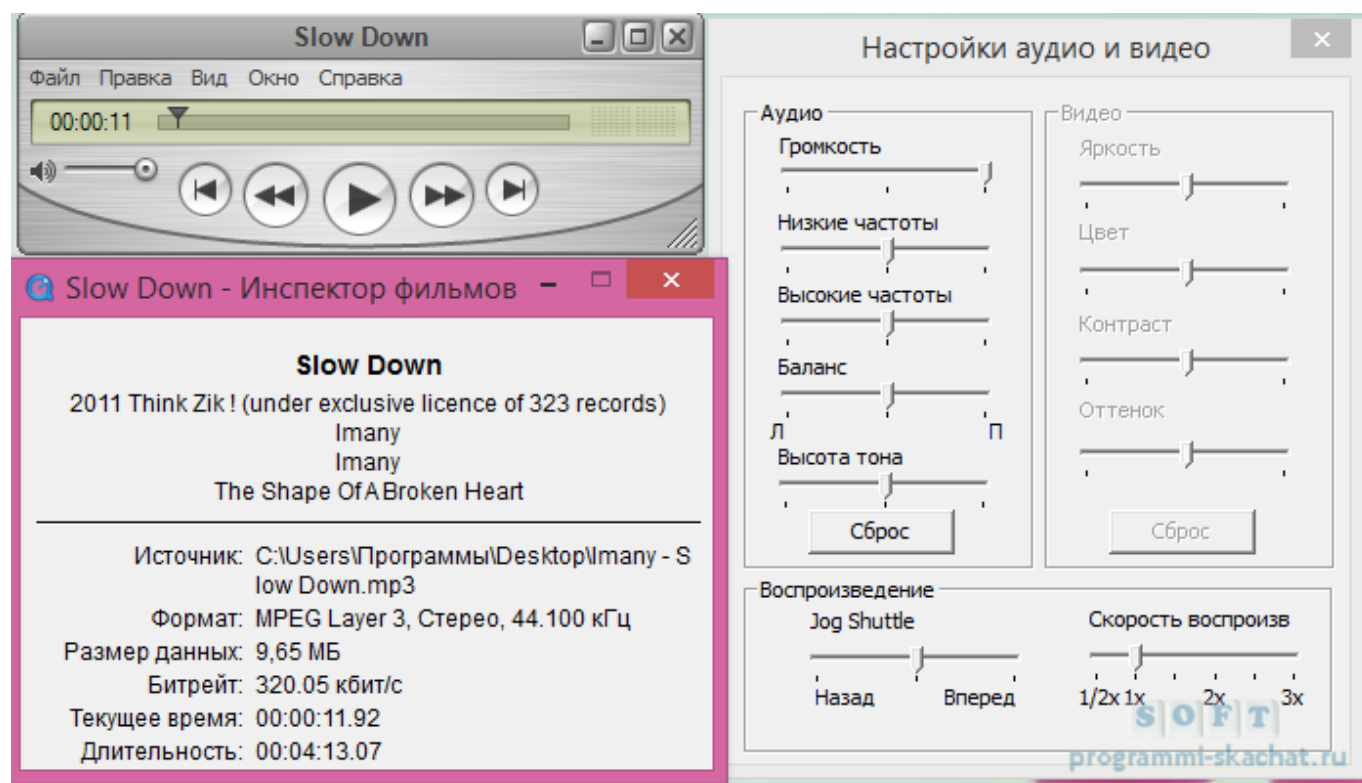 Slow Down
Файл Правка Вид Окно Справка
00:00:11
Slow Down - Инспектор фильмов
Slow Down
2011 Think Zik ! (under exclusive licence of 323 records)
Imany
Imany
The Shape Of A Broken Heart
Источник: C:\Users\Программы\Desktop\Imany - S
low Down.mp3
Формат: MPEG Layer 3, Стерео, 44.100 кГц
Размер данных: 9,65 МБ
Битрейт: 320.05 кбит/с
Текущее время: 00:00:11.92
Длительность: 00:04:13.07
Настройки аудио и видео
Аудио
Громкость
Низкие частоты
Высокие частоты
Баланс
Л П
Высота тона
Сброс
Видео
Яркость
Цвет
Контраст
Оттенок
Сброс
Воспроизведение
Jog Shuttle
Назад Вперед
Скорость воспроизв
1/2x 1x 2x 3x
SOFT
programmi-skachat.ru